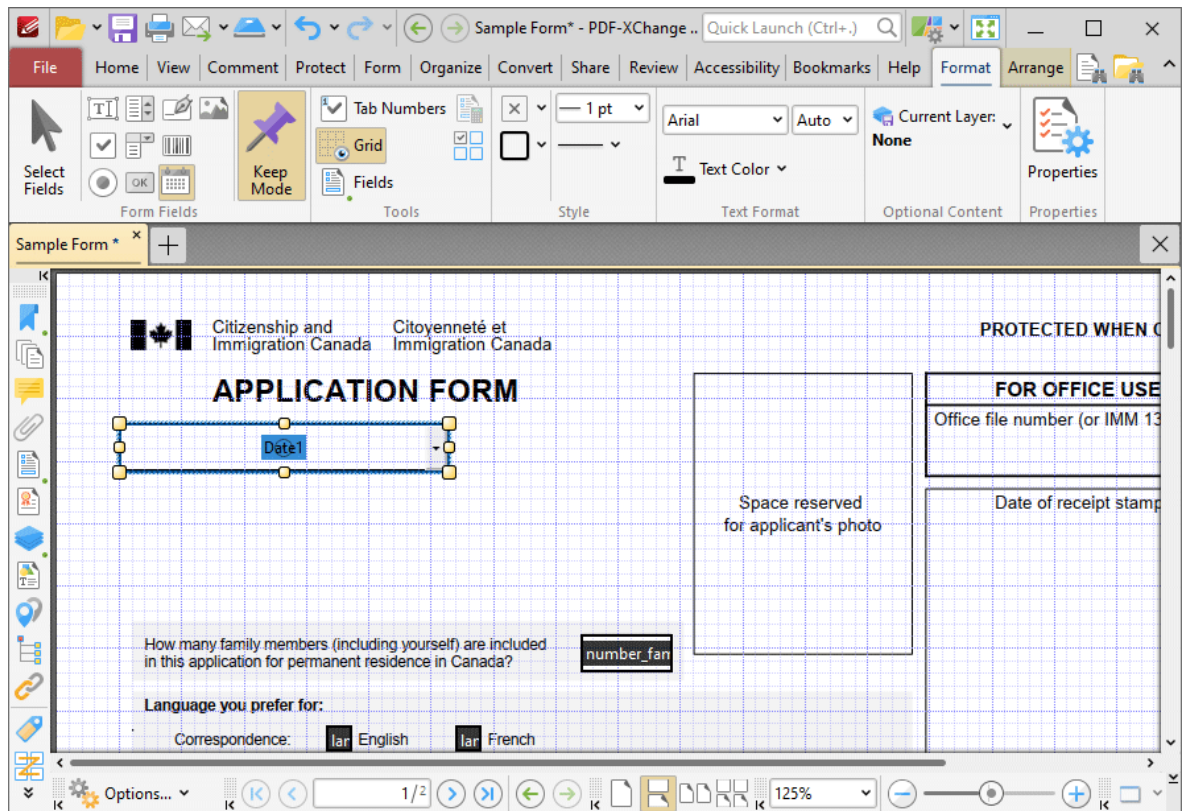 Sample Form* - PDF-XChange ..
Quick Launch (Ctrl+.)
File Home View Comment Protect Form Organize Convert Share Review Accessibility Bookmarks Help Format Arrange
Select Fields
OK
Keep Mode
Form Fields
Tab Numbers
Grid
Fields
Tools
1 pt
Style
Arial
Auto
Text Color
Text Format
Current Layer:
None
Optional Content
Properties
Properties
Sample Form *
Citizenship and Immigration Canada
Citoyenneté et Immigration Canada
PROTECTED WHEN
APPLICATION FORM
Date1
Space reserved
for applicant's photo
FOR OFFICE USE
Office file number (or IMM 13
Date of receipt stamp
How many family members (including yourself) are included
in this application for permanent residence in Canada?
number_fam
Language you prefer for:
Correspondence: lar English lar French
Options...
1/2
125%